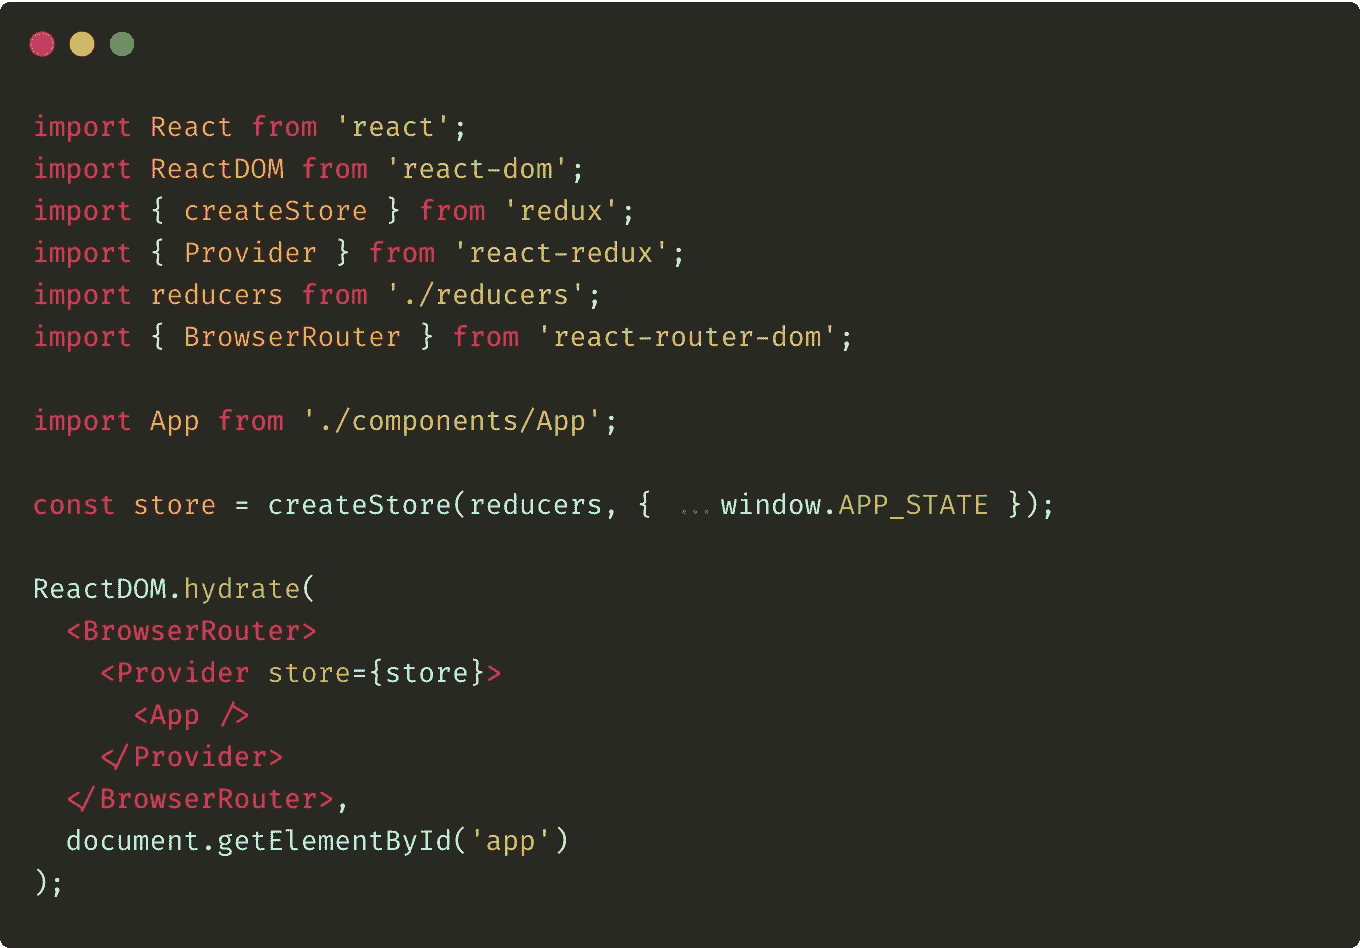 import React from 'react';
import ReactDOM from 'react-dom';
import { createStore } from 'redux';
import { Provider } from 'react-redux';
import reducers from './reducers';
import { BrowserRouter } from 'react-router-dom';
import App from './components/App';
const store = createStore(reducers, { ...window.APP_STATE });
ReactDOM.hydrate(
  <BrowserRouter>
    <Provider store={store}>
      <App />
    </Provider>
  </BrowserRouter>,
  document.getElementById('app')
);